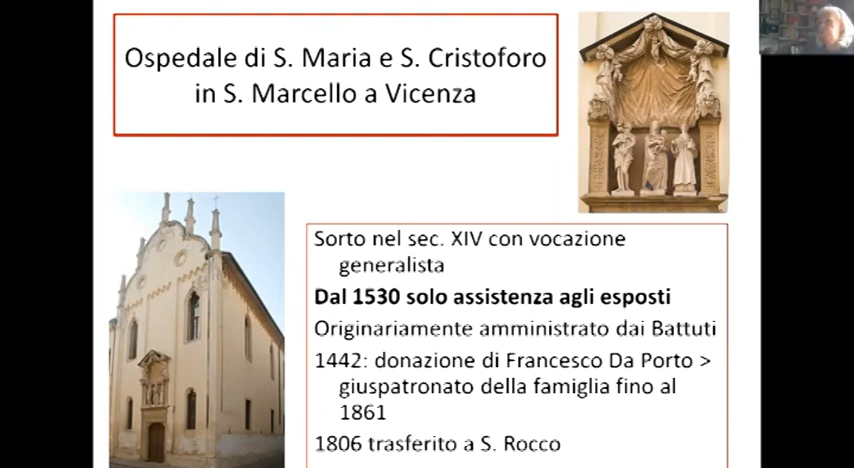 Ospedale di S. Maria e S. Cristoforo
in S. Marcello a Vicenza
Sorto nel sec. XIV con vocazione
generalista
Dal 1530 solo assistenza agli esposti
Originariamente amministrato dai Battuti
1442: donazione di Francesco Da Porto >
giuspatronato della famiglia fino al
1861
1806 trasferito a S. Rocco